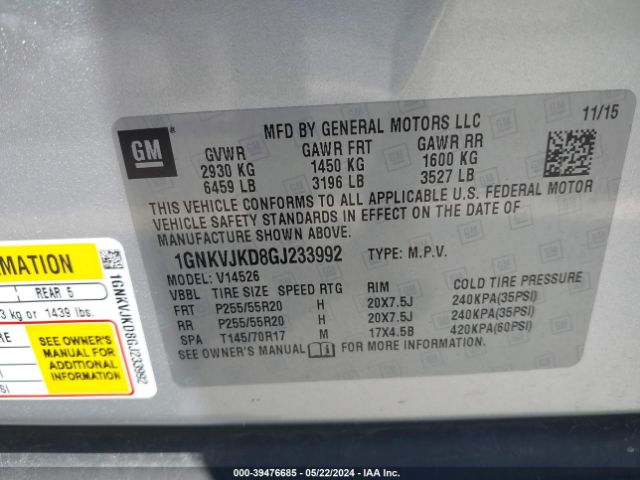 11/15
MFD BY GENERAL MOTORS LLC
GM
GVWR GAWR FRT GAWR RR
2930 KG 1450 KG 1600 KG
6459 LB 3196 LB 3527 LB
THIS VEHICLE CONFORMS TO ALL APPLICABLE U.S. FEDERAL MOTOR
VEHICLE SAFETY STANDARDS IN EFFECT ON THE DATE OF
MANUFACTURE SHOWN ABOVE.
1GNKVJKD8GJ233992 TYPE: M.P.V.
MODEL: V14526
VBBL TIRE SIZE SPEED RTG RIM COLD TIRE PRESSURE
FRT P255/55R20 H 20X7.5J 240KPA(35PSI)
RR P255/55R20 H 20X7.5J 240KPA(35PSI)
SPA T145/70R17 M 17X4.5B 420KPA(60PSI)
SEE OWNER'S MANUAL FOR MORE INFORMATION.
RMATION
REAR 5
3 kg or 1439 lbs.
RE
SEE OWNER'S
MANUAL FOR
ADDITIONAL
INFORMATION
SI
1GNKVJKD8GJ233992
000-39476685 - 05/22/2024 - IAA Inc.